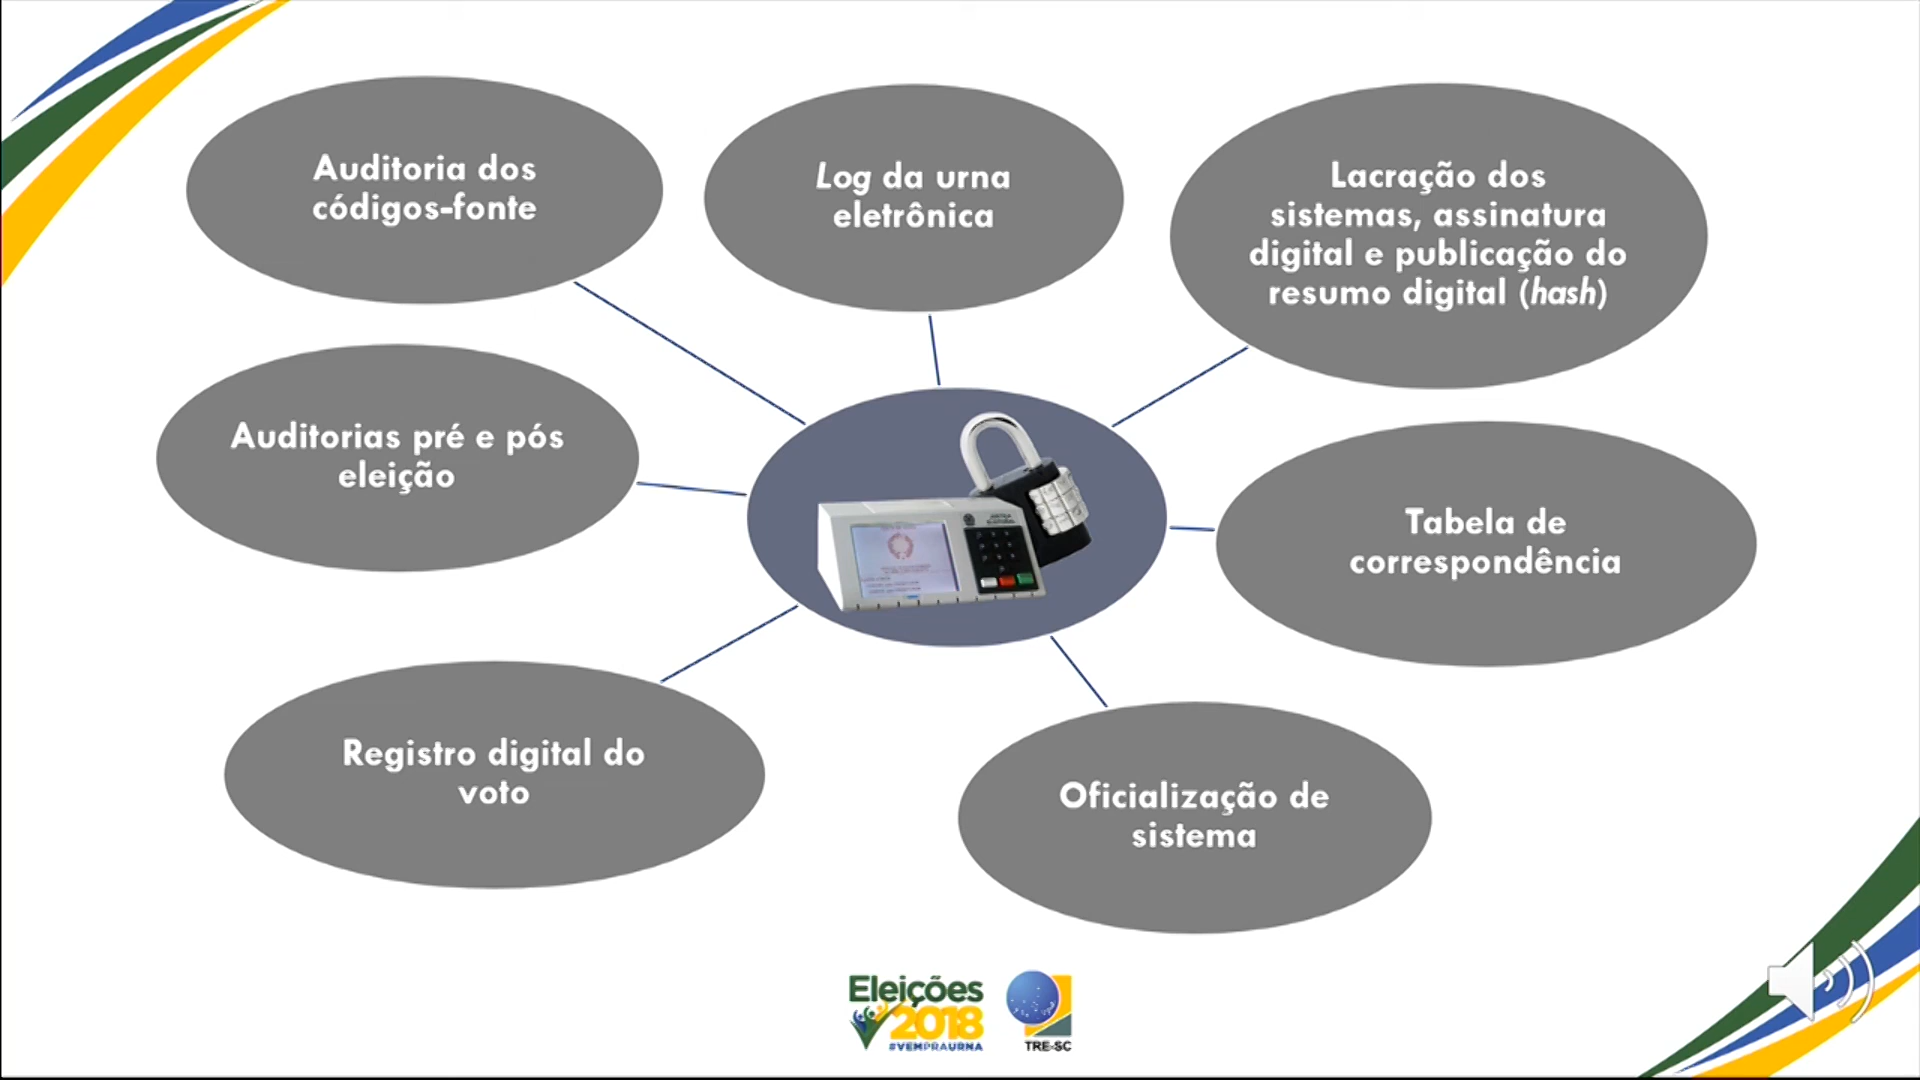 Auditoria dos
códigos-fonte
Log da urna
eletrônica
Lacração dos
sistemas, assinatura
digital e publicação do
resumo digital (hash)
Auditorias pré e pós
eleição
Tabela de
correspondência
Registro digital do
voto
Oficialização de
sistema
Eleições
2018
#VEMPRAURNA
TRE-SC